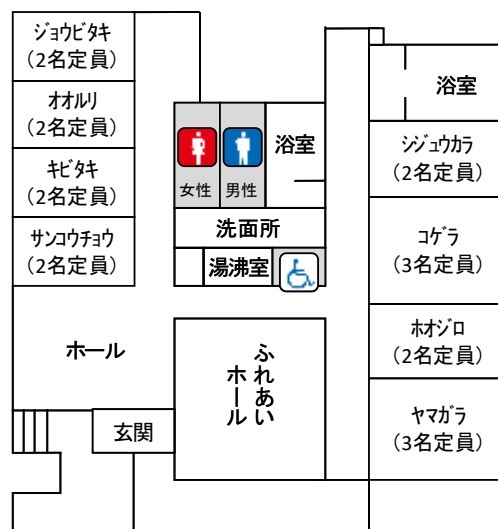 ジョウビタキ
(2名定員)
オオルリ
(2名定員)
キビタキ
(2名定員)
サンコウチョウ
(2名定員)
女性
男性
浴室
洗面所
湯沸室
浴室
シジュウカラ
(2名定員)
コゲラ
(3名定員)
ホオジロ
(2名定員)
ヤマガラ
(3名定員)
ホール
ふれあい
ホール
玄関